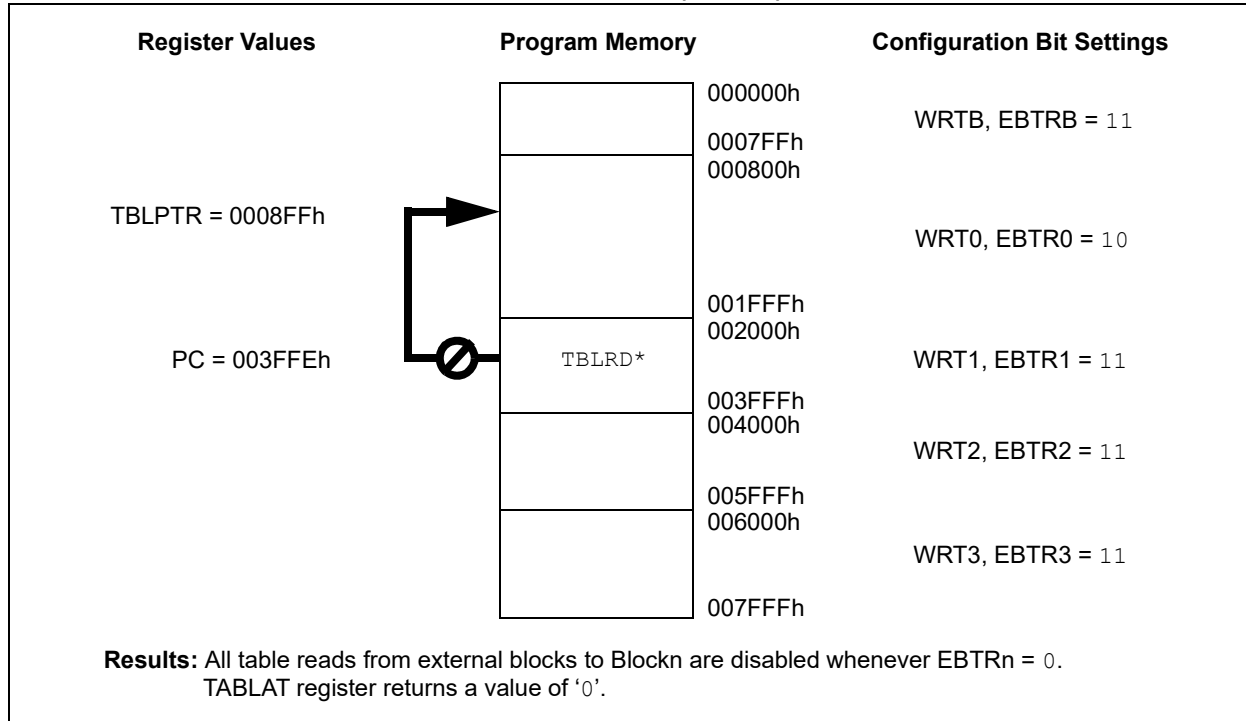 Register Values
Program Memory
Configuration Bit Settings
000000h
WRTB, EBTRB = 11
0007FFh
000800h
TBLPTR = 0008FFh
WRT0, EBTR0 = 10
001FFFh
002000h
PC = 003FFEh
TBLRD*
WRT1, EBTR1 = 11
003FFFh
004000h
WRT2, EBTR2 = 11
005FFFh
006000h
WRT3, EBTR3 = 11
007FFFh
Results: All table reads from external blocks to Blockn are disabled whenever EBTRn = 0.
TABLAT register returns a value of ‘0’.